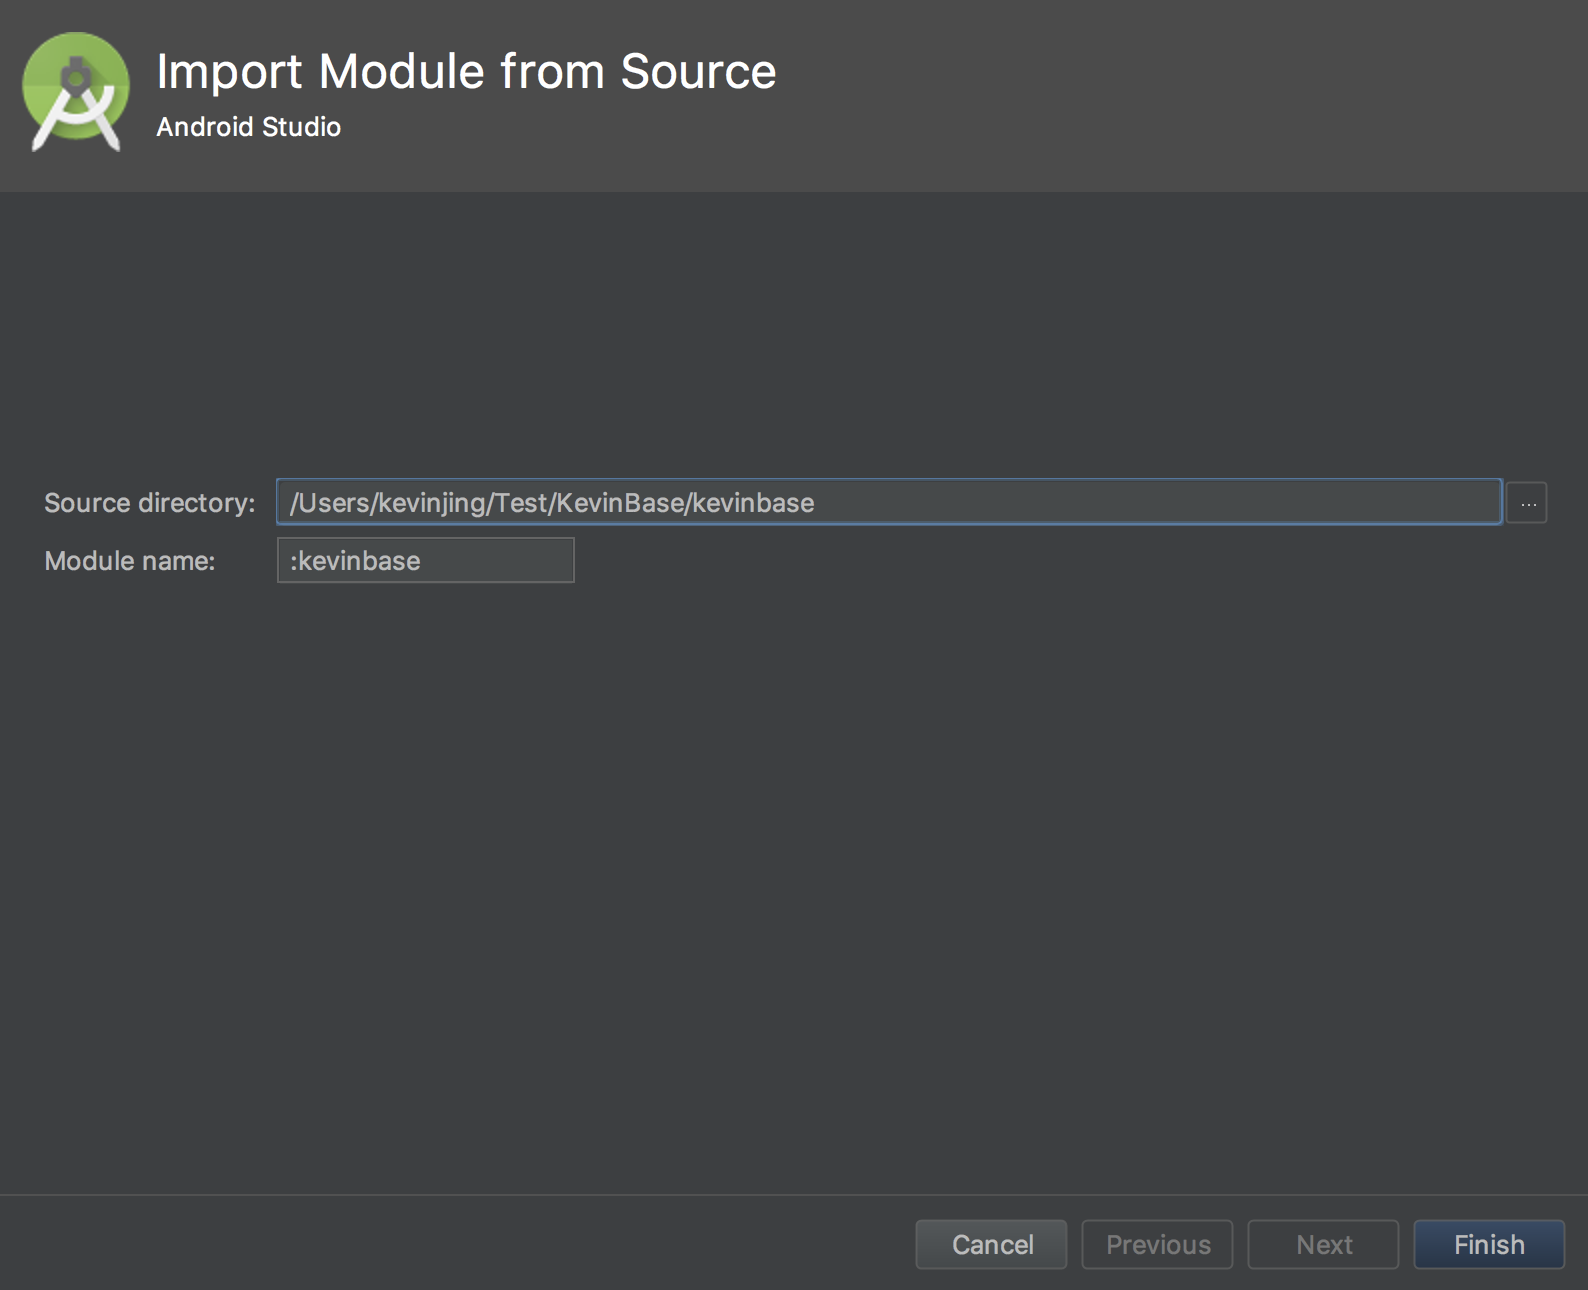 Import Module from Source
Android Studio
Source directory: /Users/kevinjing/Test/KevinBase/kevinbase ...
Module name: :kevinbase
Cancel Previous Next Finish